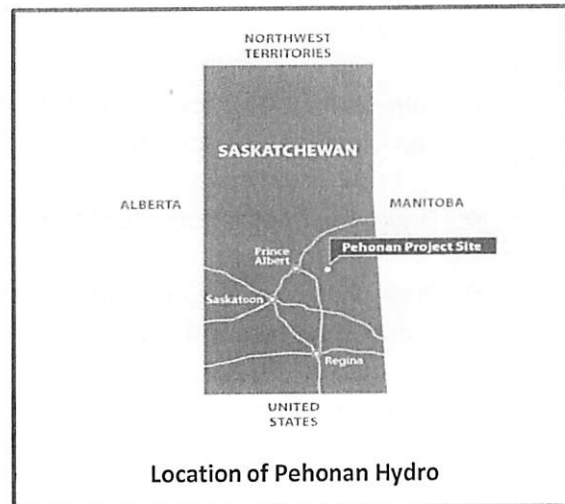 NORTHWEST
TERRITORIES
SASKATCHEWAN
ALBERTA
MANITOBA
Prince
Albert
Pehonan Project Site
Saskatoon
Regina
UNITED
STATES
Location of Pehonan Hydro